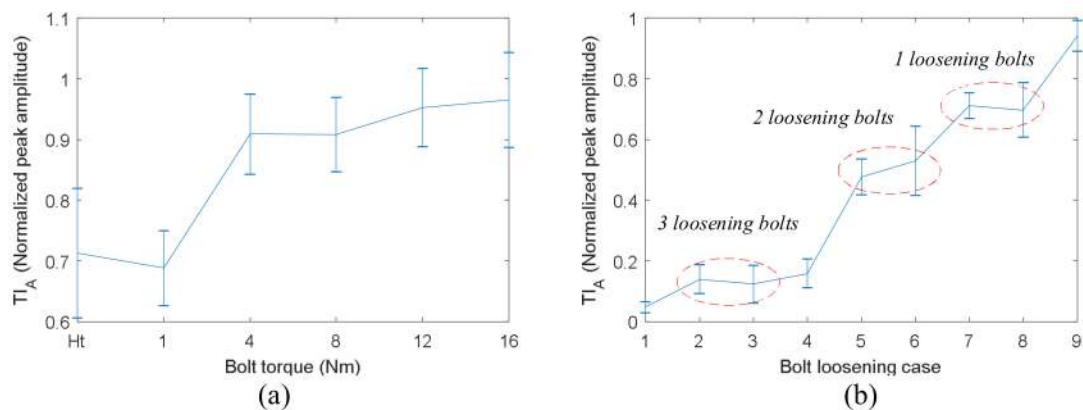 1.1
1
0.9
0.8
0.7
0.6
TI_A (Normalized peak amplitude)
Ht 1 4 8 12 16
Bolt torque (Nm)
(a)
1
0.8
0.6
0.4
0.2
0
TI_A (Normalized peak amplitude)
1 loosening bolts
2 loosening bolts
3 loosening bolts
1 2 3 4 5 6 7 8 9
Bolt loosening case
(b)